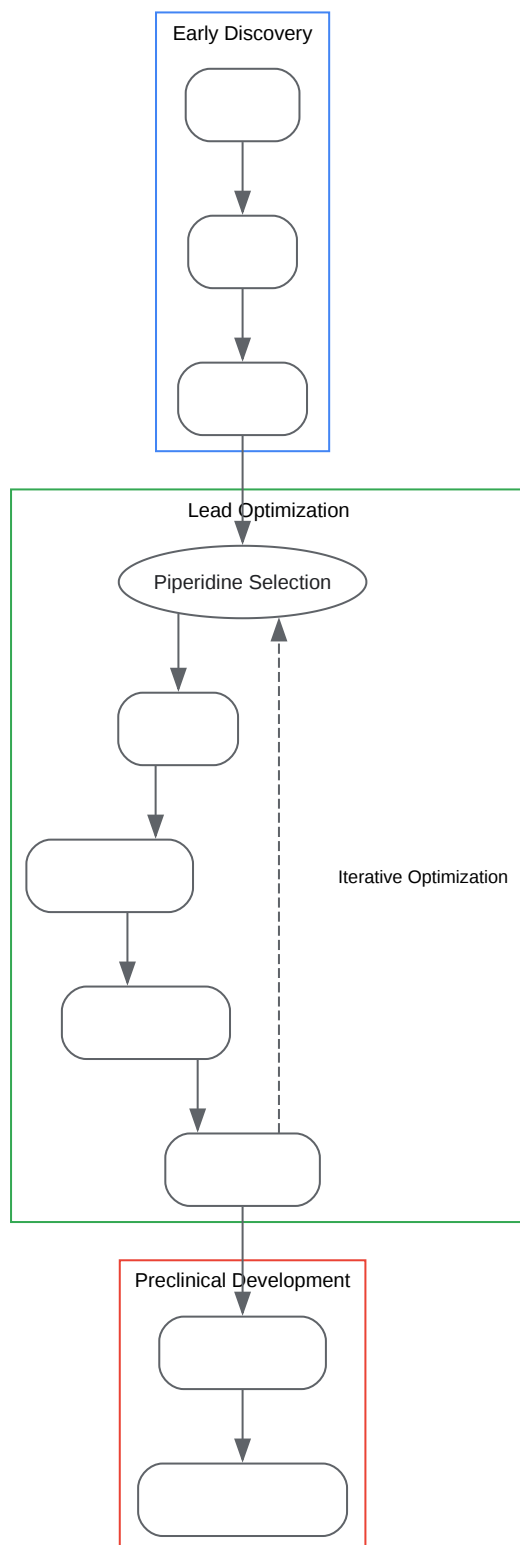 Early Discovery
Lead Optimization
Piperidine Selection
Iterative Optimization
Preclinical Development